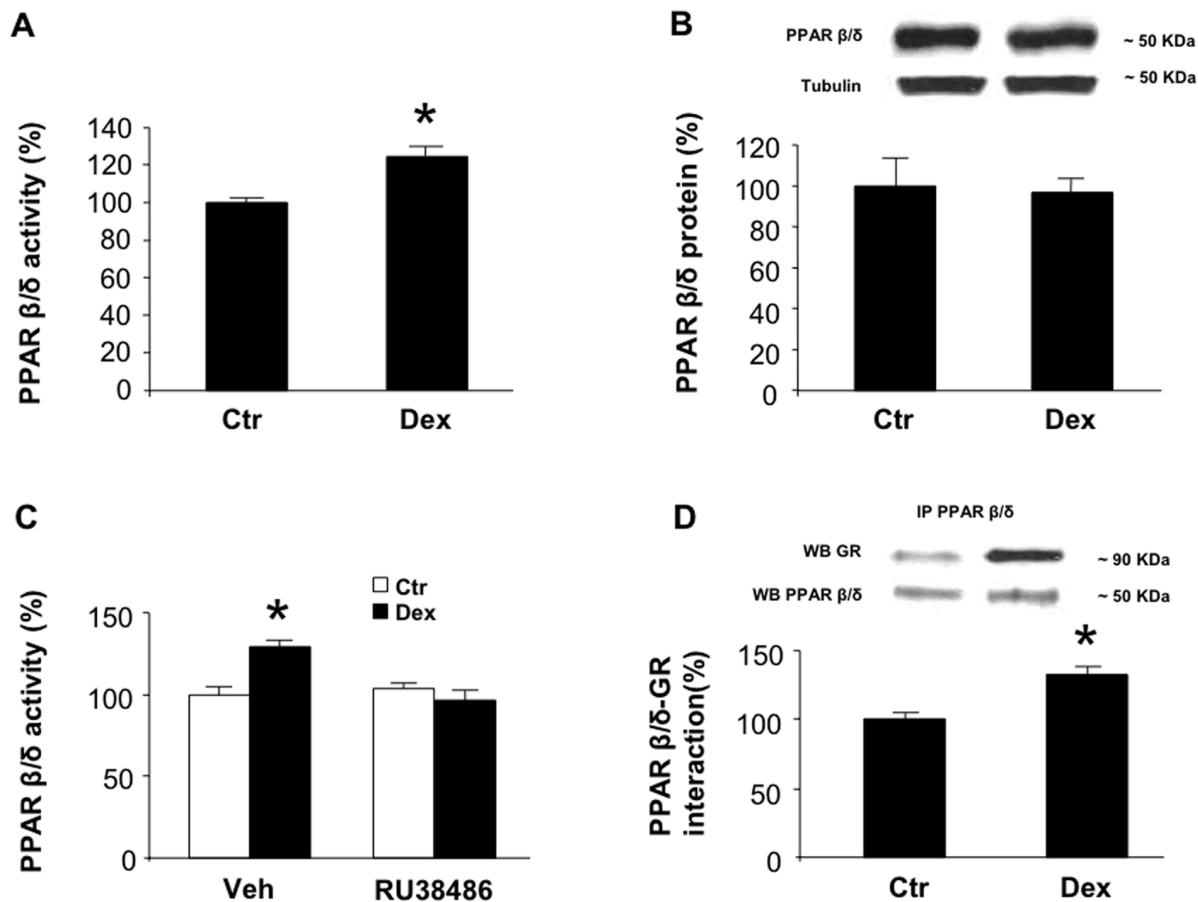 A
PPAR β/δ activity (%)
140
120
100
80
60
40
20
0
*
Ctr
Dex
B
PPAR β/δ
~ 50 KDa
Tubulin
~ 50 KDa
PPAR β/δ protein (%)
120
100
80
60
40
20
0
Ctr
Dex
C
PPAR β/δ activity (%)
150
100
50
0
*
Ctr
Dex
Veh
RU38486
D
IP PPAR β/δ
WB GR
~ 90 KDa
WB PPAR β/δ
~ 50 KDa
PPAR β/δ-GR
interaction(%)
150
100
50
0
*
Ctr
Dex